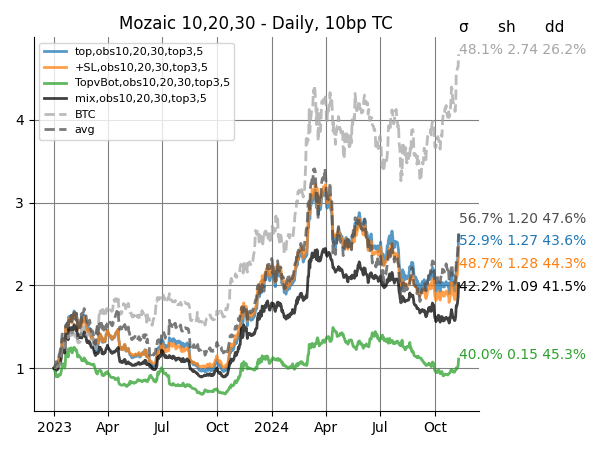 Mozaic 10,20,30 - Daily, 10bp TC
σ sh dd
top,obs10,20,30,top3,5
+SL,obs10,20,30,top3,5
TopvBot,obs10,20,30,top3,5
mix,obs10,20,30,top3,5
BTC
avg
48.1% 2.74 26.2%
56.7% 1.20 47.6%
52.9% 1.27 43.6%
48.7% 1.28 44.3%
42.2% 1.09 41.5%
40.0% 0.15 45.3%
4
3
2
1
2023 Apr Jul Oct 2024 Apr Jul Oct